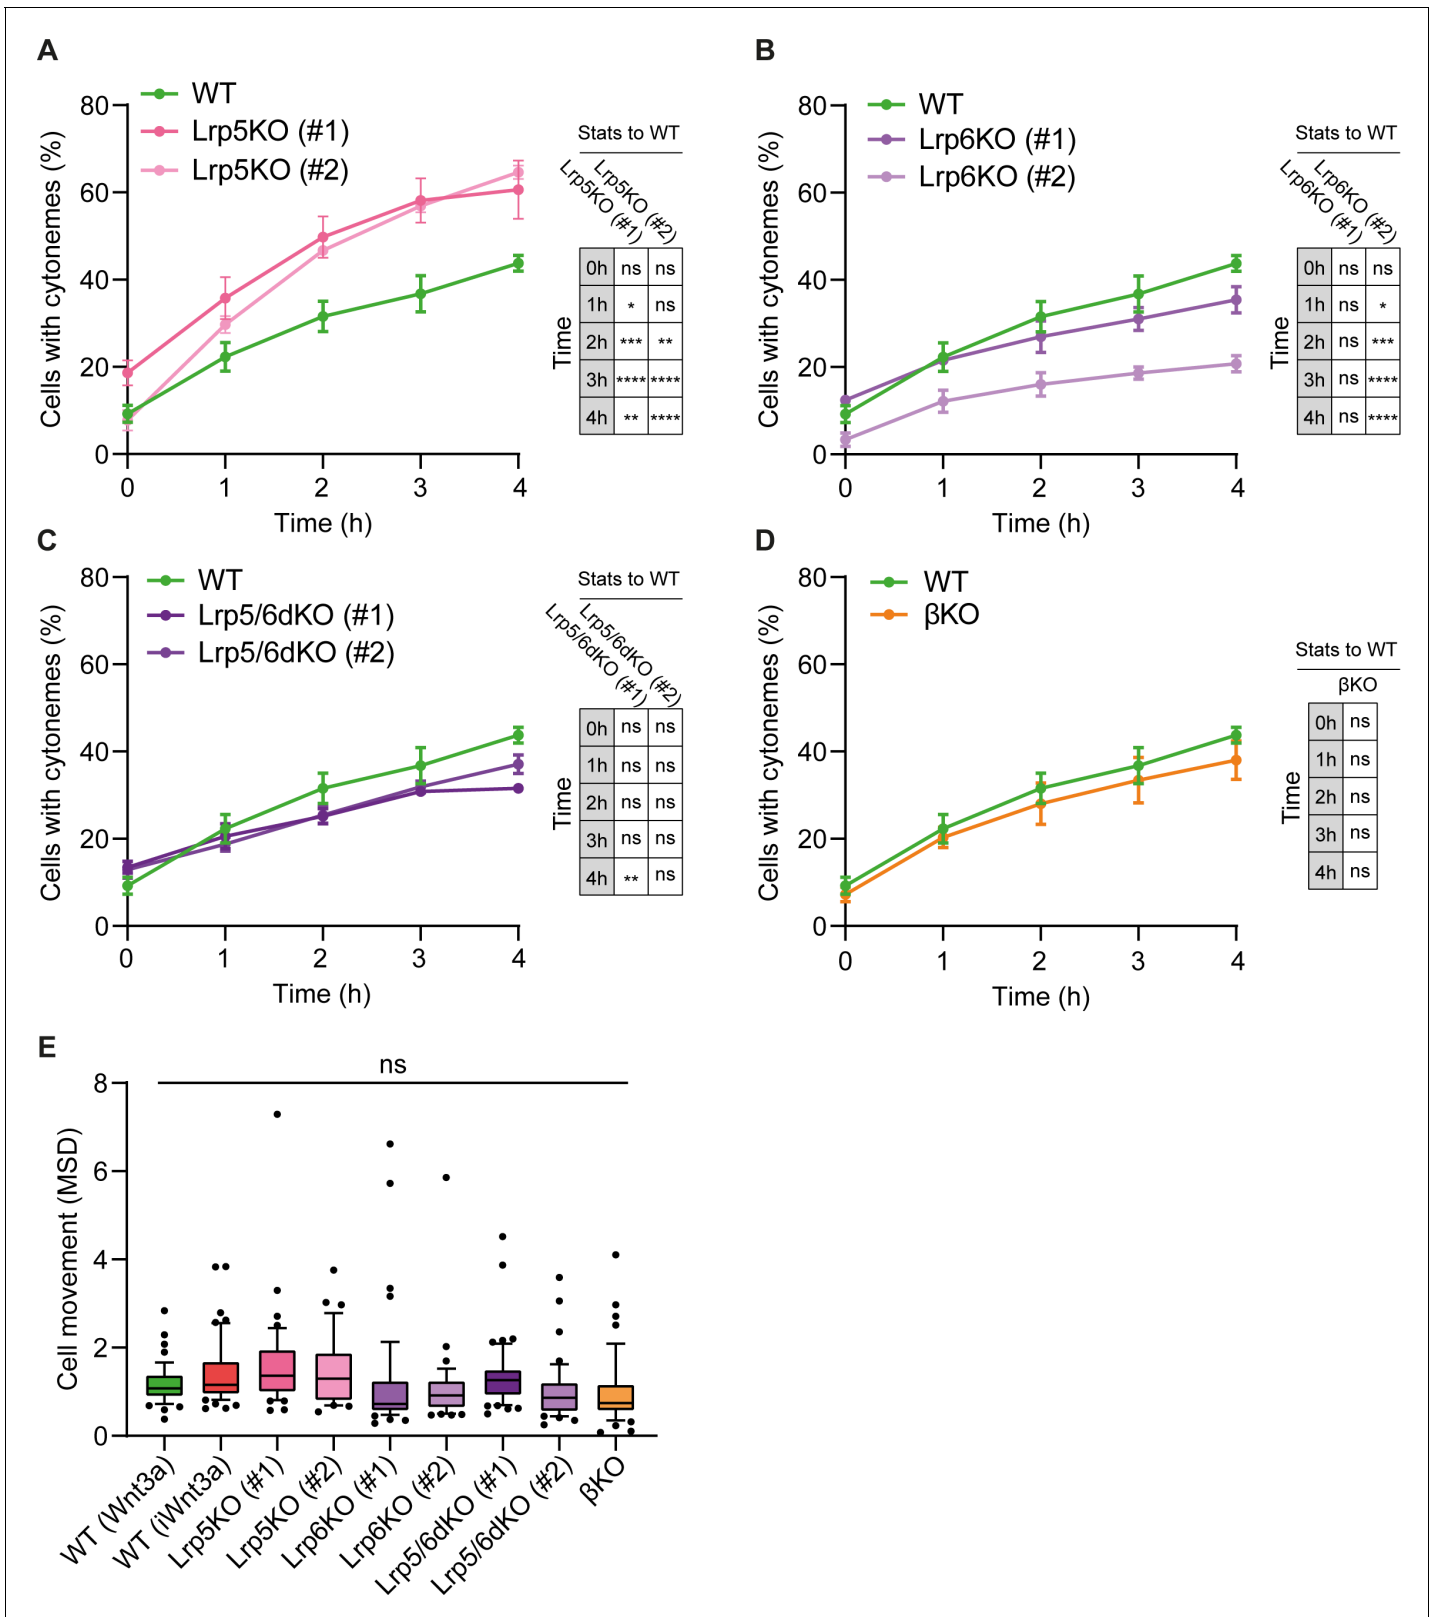 A
WT
Lrp5KO (#1)
Lrp5KO (#2)
Cells with cytonemes (%)
80
60
40
20
0
0 1 2 3 4
Time (h)
Stats to WT
Lrp5KO (#1)
Lrp5KO (#2)
Time
0h ns ns
1h * ns
2h *** **
3h **** ****
4h ** ****
B
WT
Lrp6KO (#1)
Lrp6KO (#2)
Cells with cytonemes (%)
80
60
40
20
0
0 1 2 3 4
Time (h)
Stats to WT
Lrp6KO (#1)
Lrp6KO (#2)
Time
0h ns ns
1h ns *
2h ns ***
3h ns ****
4h ns ****
C
WT
Lrp5/6dKO (#1)
Lrp5/6dKO (#2)
Cells with cytonemes (%)
80
60
40
20
0
0 1 2 3 4
Time (h)
Stats to WT
Lrp5/6dKO (#1)
Lrp5/6dKO (#2)
Time
0h ns ns
1h ns ns
2h ns ns
3h ns ns
4h ** ns
D
WT
βKO
Cells with cytonemes (%)
80
60
40
20
0
0 1 2 3 4
Time (h)
Stats to WT
βKO
Time
0h ns
1h ns
2h ns
3h ns
4h ns
E
ns
Cell movement (MSD)
8
6
4
2
0
WT (Wnt3a)
WT (iWnt3a)
Lrp5KO (#1)
Lrp5KO (#2)
Lrp6KO (#1)
Lrp6KO (#2)
Lrp5/6dKO (#1)
Lrp5/6dKO (#2)
βKO